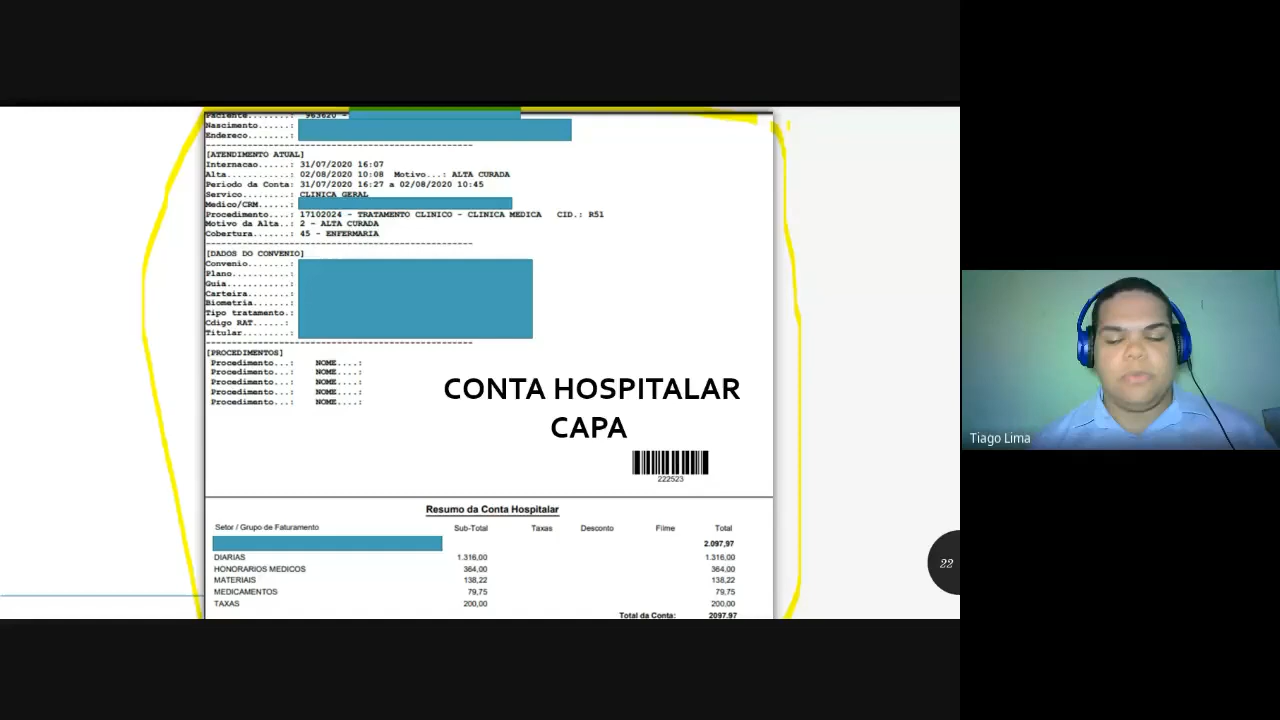 Paciente.......: 963620 -
Nascimento.....:
Endereco.......:
[ATENDIMENTO ATUAL]
Internacao.....: 31/07/2020 16:07
Alta...........: 02/08/2020 10:08 Motivo...: ALTA CURADA
Periodo da Conta: 31/07/2020 16:27 a 02/08/2020 10:45
Servico........: CLINICA GERAL
Medico/CRM.....:
Procedimento....: 17102024 - TRATAMENTO CLINICO - CLINICA MEDICA CID.: R51
Motivo da Alta..: 2 - ALTA CURADA
Cobertura......: 45 - ENFERMARIA
[DADOS DO CONVENIO]
Convenio........:
Plano...........:
Guia............:
Carteira........:
Biometria.......:
Tipo tratamento.:
Cdigo RAT......:
Titular.........:
[PROCEDIMENTOS]
Procedimento...: NOME....:
Procedimento...: NOME....:
Procedimento...: NOME....:
Procedimento...: NOME....:
Procedimento...: NOME....:
CONTA HOSPITALAR
CAPA
222523
Resumo da Conta Hospitalar
Setor / Grupo de Faturamento Sub-Total Taxas Desconto Filme Total
2.097,97
DIARIAS 1.316,00 1.316,00
HONORARIOS MEDICOS 364,00 364,00
MATERIAIS 138,22 138,22
MEDICAMENTOS 79,75 79,75
TAXAS 200,00 200,00
Total da Conta: 2097.97
22
Tiago Lima